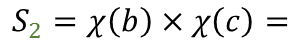 S₂ = χ(b) × χ(c) =